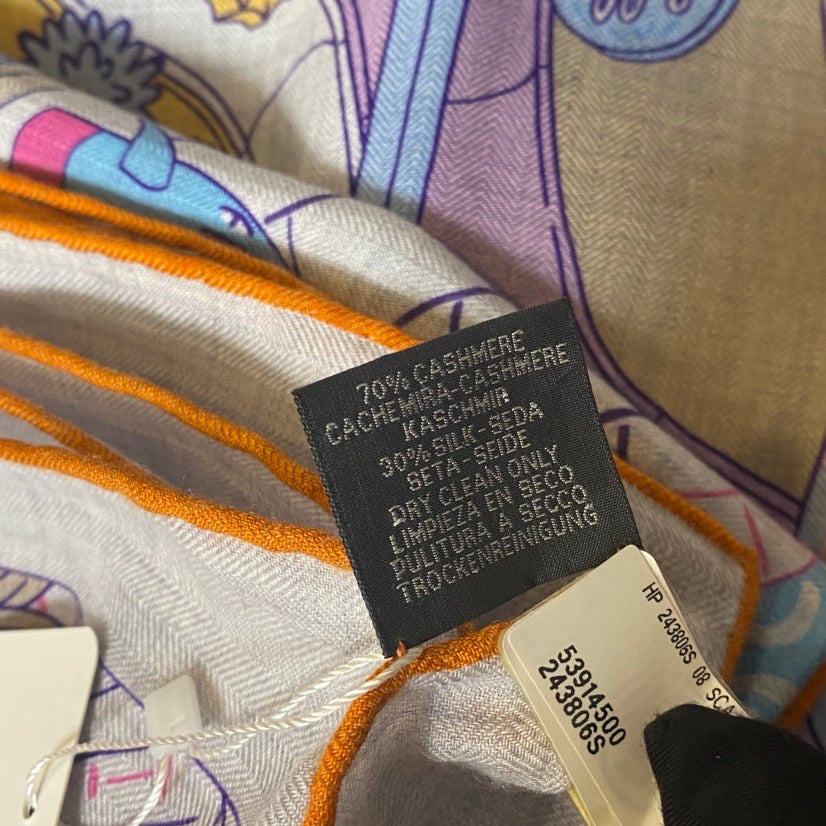 70% CASHMERE
CACHEMIRA-CASHMERE
KASCHMIR
30% SILK-SEDA
SETA-SEIDE
DRY CLEAN ONLY
LIMPIEZA EN SECO
PULITURA A SECCO
TROCKENREINIGUNG
HP 243806S 08 SCA
53914500
243806S